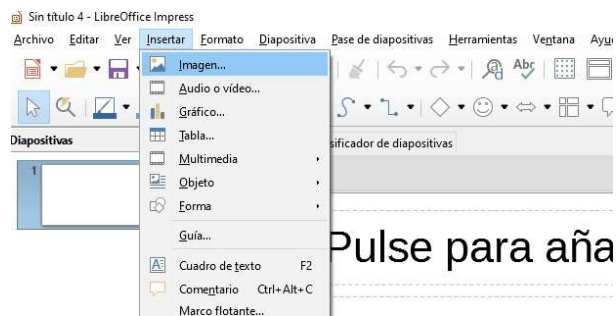 Sin título 4 - LibreOffice Impress
Archivo Editar Ver Insertar Formato Diapositiva Pase de diapositivas Herramientas Ventana
Imagen...
Audio o vídeo...
Abc
Gráfico...
Diapositivas
Tabla...
sificador de diapositivas
Multimedia
1
Objeto
Forma
Guía...
Pulse para aña
Cuadro de texto F2
Comentario Ctrl+Alt+C
Marco flotante...